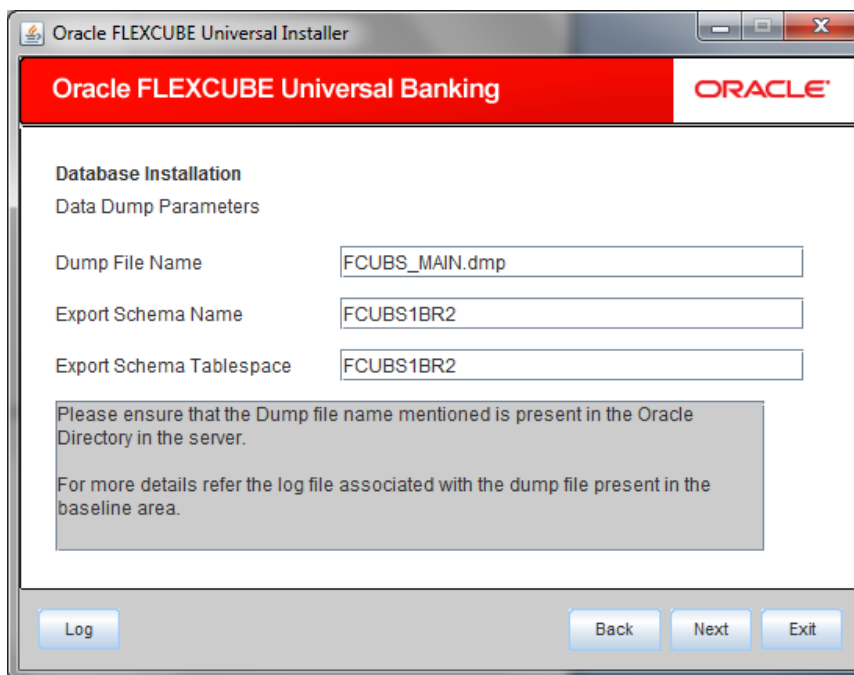 Oracle FLEXCUBE Universal Installer
Oracle FLEXCUBE Universal Banking
ORACLE
Database Installation
Data Dump Parameters
Dump File Name
FCUBS_MAIN.dmp
Export Schema Name
FCUBS1BR2
Export Schema Tablespace
FCUBS1BR2
Please ensure that the Dump file name mentioned is present in the Oracle
Directory in the server.
For more details refer the log file associated with the dump file present in the
baseline area.
Log
Back
Next
Exit